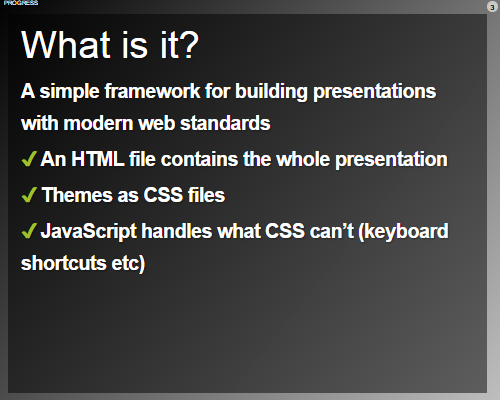 PROGRESS
3
What is it?
A simple framework for building presentations
with modern web standards
✔ An HTML file contains the whole presentation
✔ Themes as CSS files
✔ JavaScript handles what CSS can’t (keyboard
shortcuts etc)